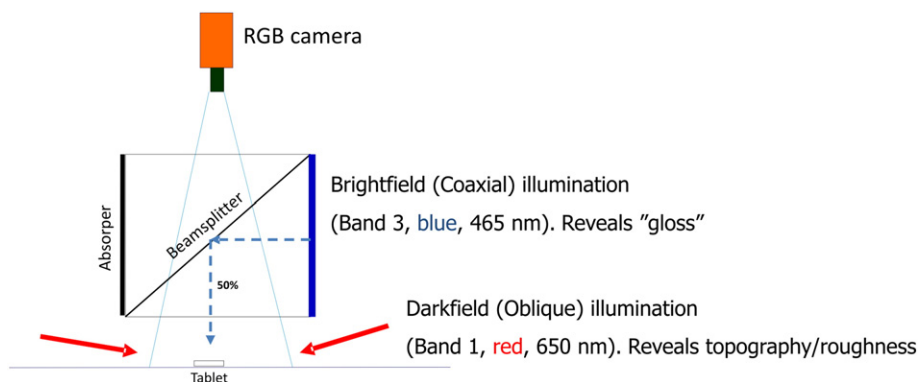 RGB camera
Brightfield (Coaxial) illumination
(Band 3, blue, 465 nm). Reveals ”gloss”
Absorper
Beamsplitter
50%
Darkfield (Oblique) illumination
(Band 1, red, 650 nm). Reveals topography/roughness
Tablet